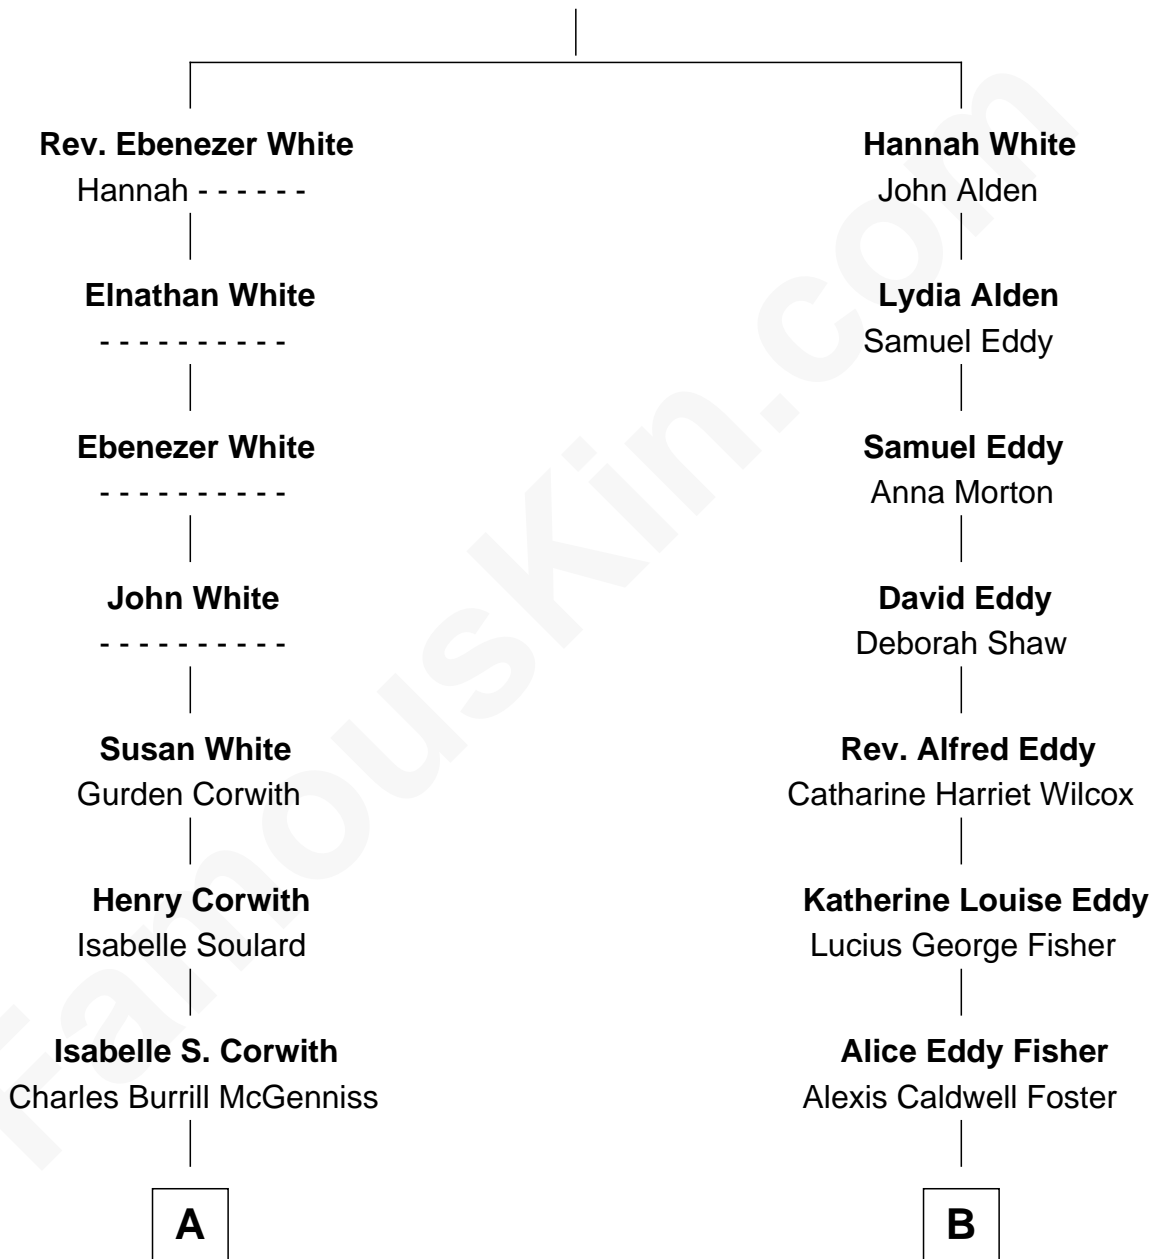 Rev. Ebenezer White
Hannah - - - - - -
Elnathan White
- - - - - - - - - -
Ebenezer White
- - - - - - - - - -
John White
- - - - - - - - - -
Susan White
Gurden Corwith
Henry Corwith
Isabelle Soulard
Isabelle S. Corwith
Charles Burrill McGenniss
A
Hannah White
John Alden
Lydia Alden
Samuel Eddy
Samuel Eddy
Anna Morton
David Eddy
Deborah Shaw
Rev. Alfred Eddy
Catharine Harriet Wilcox
Katherine Louise Eddy
Lucius George Fisher
Alice Eddy Fisher
Alexis Caldwell Foster
B
FamousKin.com